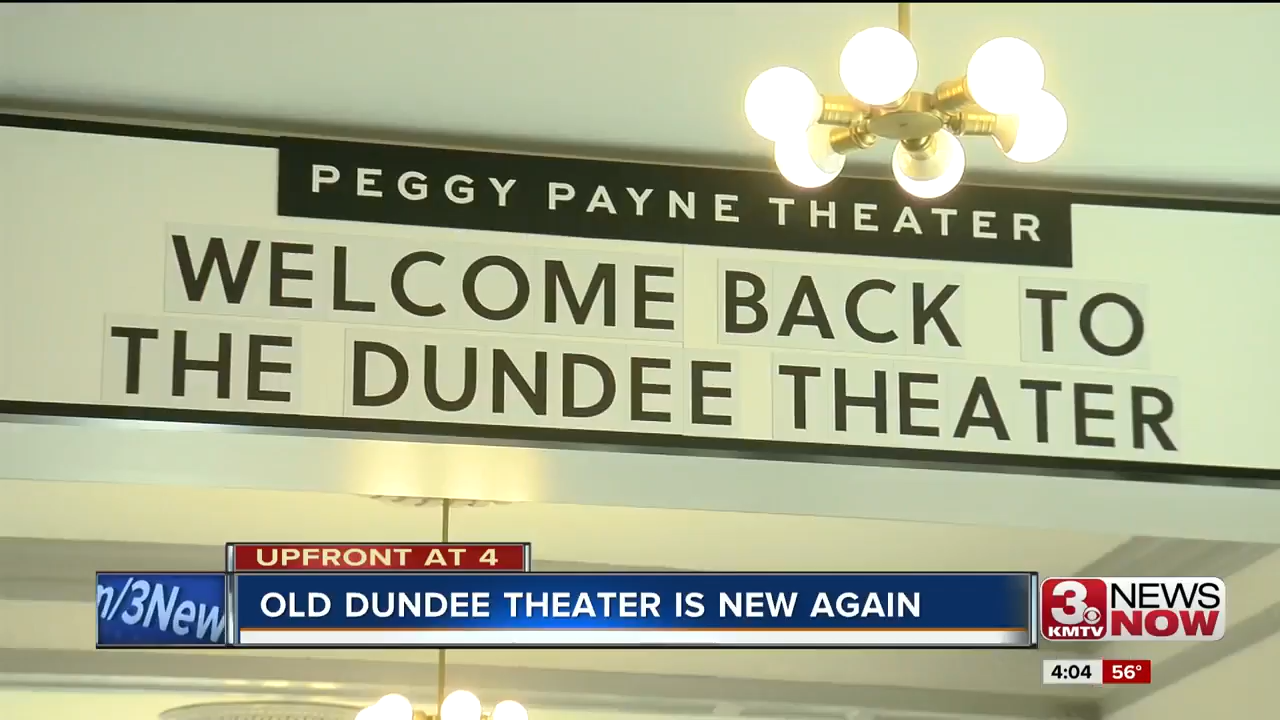 PEGGY PAYNE THEATER
WELCOME BACK TO
THE DUNDEE THEATER
UPFRONT AT 4
n/3New
OLD DUNDEE THEATER IS NEW AGAIN
3 NEWS
KMTV NOW
4:04 56°